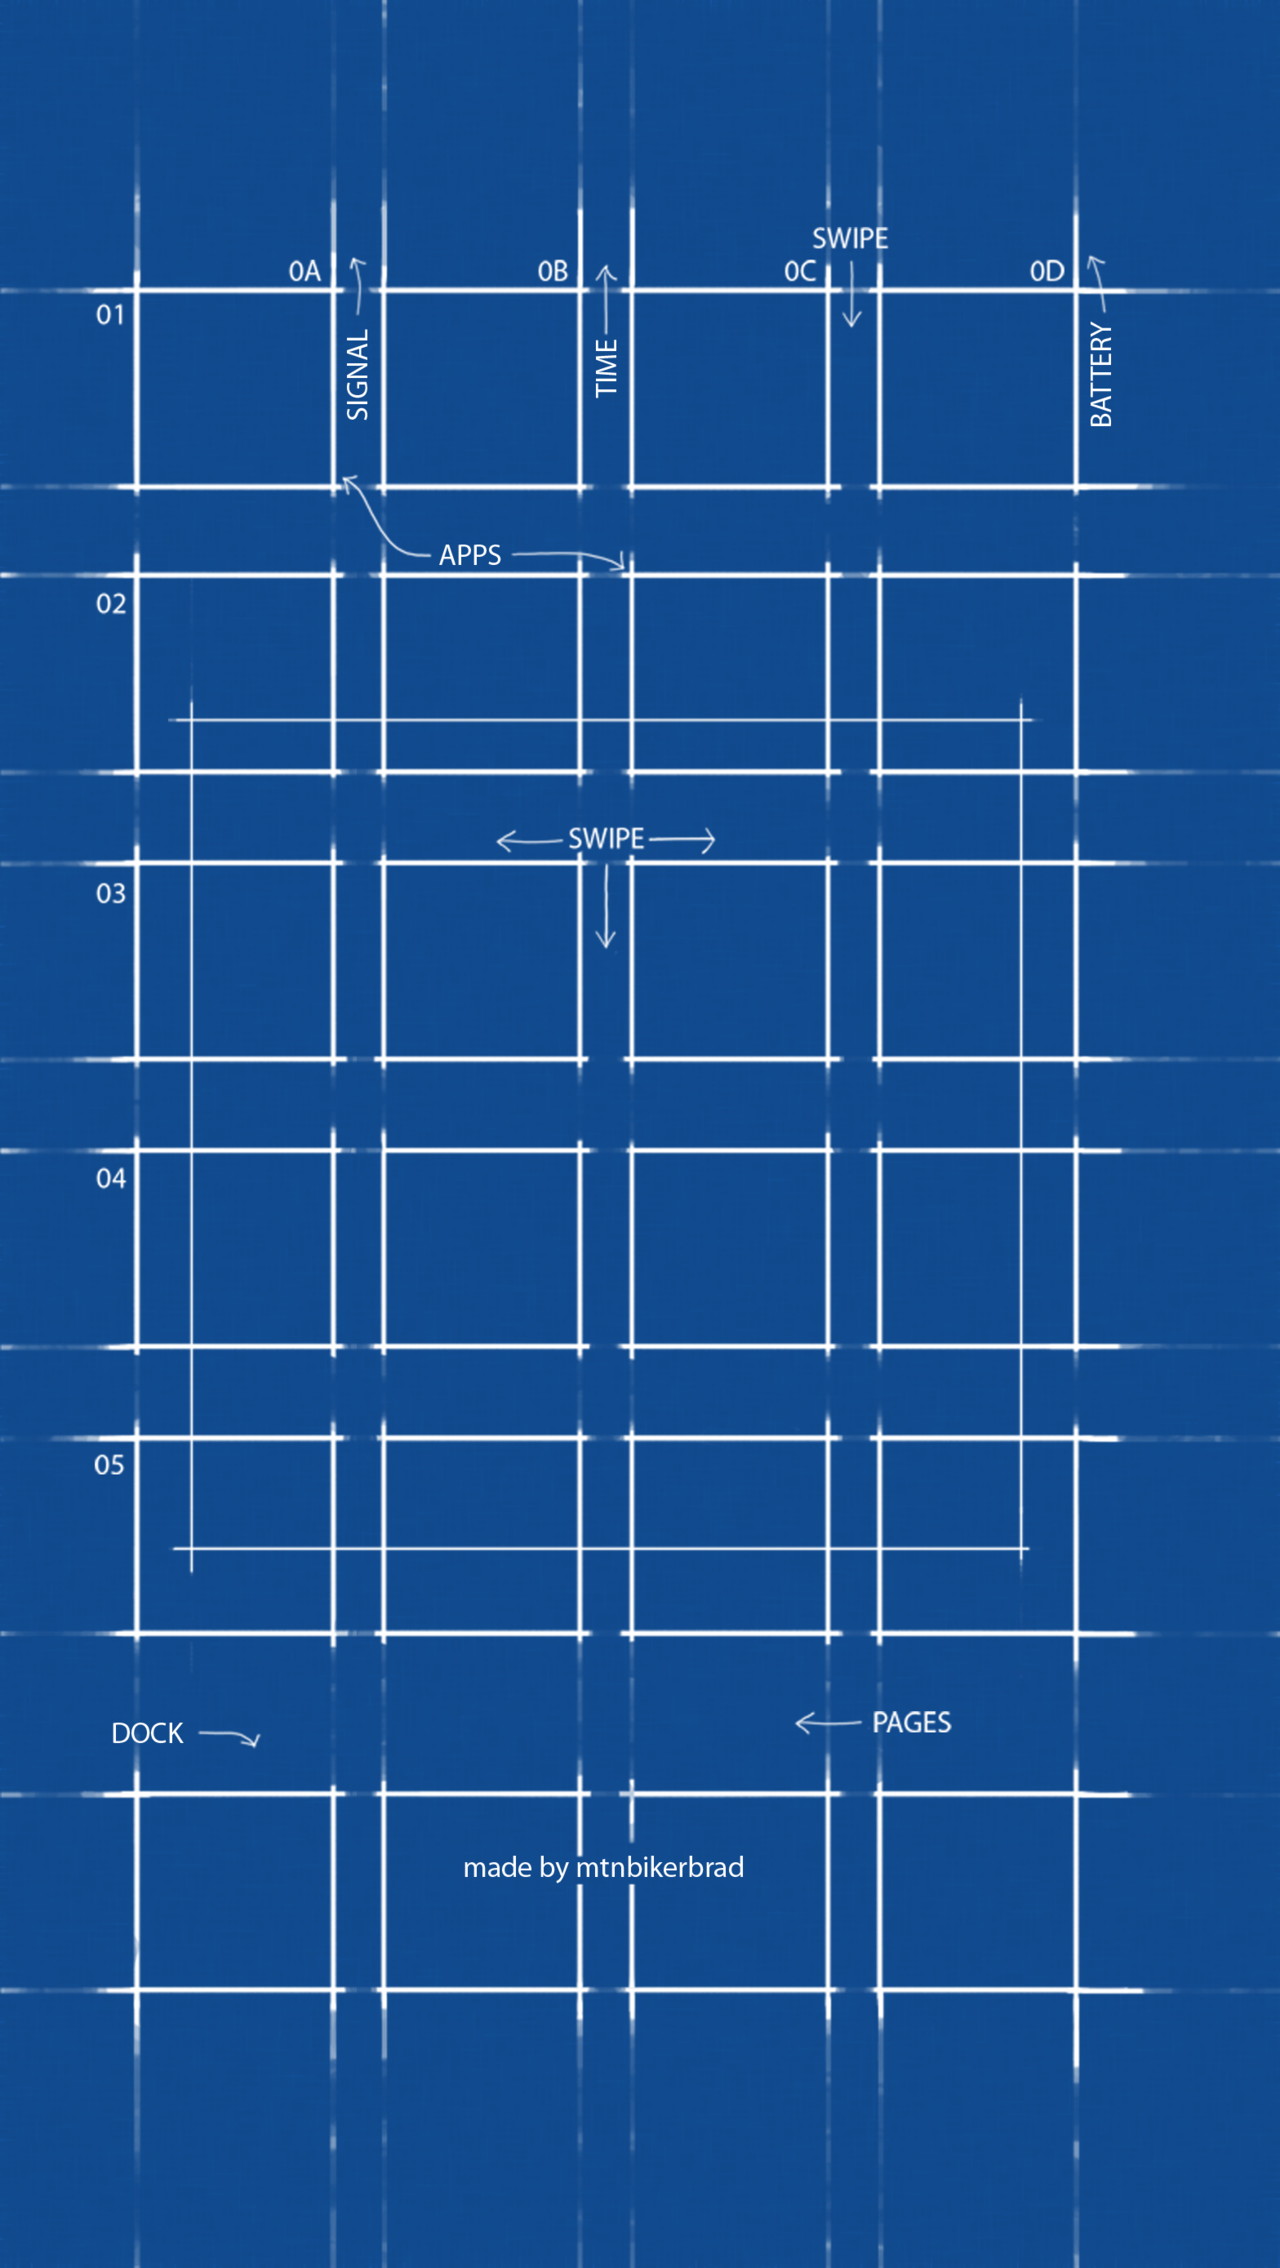 SWIPE
0A
0B
0C
0D
01
SIGNAL
TIME
BATTERY
APPS
02
SWIPE
03
04
05
DOCK
PAGES
made by mtnbikerbrad